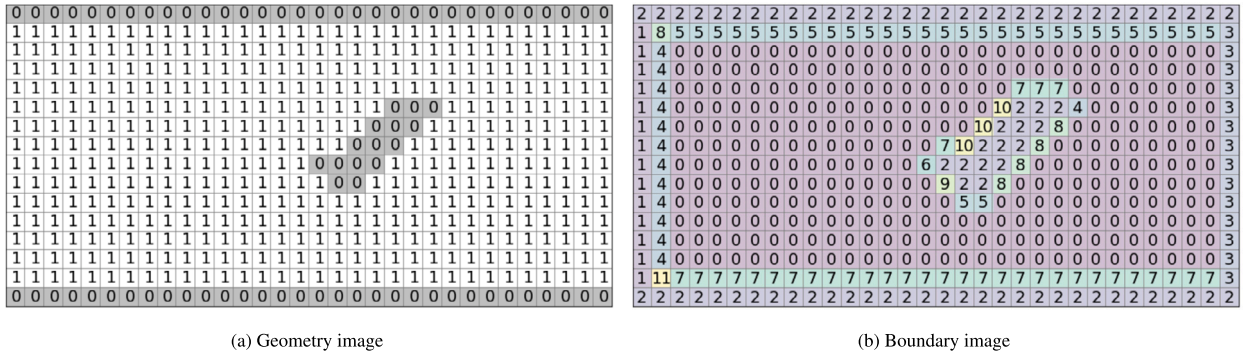 0 0 0 0 0 0 0 0 0 0 0 0 0 0 0 0 0 0 0 0 0 0 0 0 0 0 0 0 0 0 0 0
1 1 1 1 1 1 1 1 1 1 1 1 1 1 1 1 1 1 1 1 1 1 1 1 1 1 1 1 1 1 1 1
1 1 1 1 1 1 1 1 1 1 1 1 1 1 1 1 1 1 1 1 1 1 1 1 1 1 1 1 1 1 1 1
1 1 1 1 1 1 1 1 1 1 1 1 1 1 1 1 1 1 1 1 1 1 1 1 1 1 1 1 1 1 1 1
1 1 1 1 1 1 1 1 1 1 1 1 1 1 1 1 1 1 1 1 1 1 1 1 1 1 1 1 1 1 1 1
1 1 1 1 1 1 1 1 1 1 1 1 1 1 1 1 1 1 1 1 0 0 0 1 1 1 1 1 1 1 1 1
1 1 1 1 1 1 1 1 1 1 1 1 1 1 1 1 1 1 1 0 0 0 1 1 1 1 1 1 1 1 1 1
1 1 1 1 1 1 1 1 1 1 1 1 1 1 1 1 1 1 0 0 0 1 1 1 1 1 1 1 1 1 1 1
1 1 1 1 1 1 1 1 1 1 1 1 1 1 1 1 0 0 0 0 1 1 1 1 1 1 1 1 1 1 1 1
1 1 1 1 1 1 1 1 1 1 1 1 1 1 1 1 1 0 0 1 1 1 1 1 1 1 1 1 1 1 1 1
1 1 1 1 1 1 1 1 1 1 1 1 1 1 1 1 1 1 1 1 1 1 1 1 1 1 1 1 1 1 1 1
1 1 1 1 1 1 1 1 1 1 1 1 1 1 1 1 1 1 1 1 1 1 1 1 1 1 1 1 1 1 1 1
1 1 1 1 1 1 1 1 1 1 1 1 1 1 1 1 1 1 1 1 1 1 1 1 1 1 1 1 1 1 1 1
1 1 1 1 1 1 1 1 1 1 1 1 1 1 1 1 1 1 1 1 1 1 1 1 1 1 1 1 1 1 1 1
1 1 1 1 1 1 1 1 1 1 1 1 1 1 1 1 1 1 1 1 1 1 1 1 1 1 1 1 1 1 1 1
0 0 0 0 0 0 0 0 0 0 0 0 0 0 0 0 0 0 0 0 0 0 0 0 0 0 0 0 0 0 0 0
(a) Geometry image
2 2 2 2 2 2 2 2 2 2 2 2 2 2 2 2 2 2 2 2 2 2 2 2 2 2 2 2 2 2 2 2
1 8 5 5 5 5 5 5 5 5 5 5 5 5 5 5 5 5 5 5 5 5 5 5 5 5 5 5 5 5 5 3
1 4 0 0 0 0 0 0 0 0 0 0 0 0 0 0 0 0 0 0 0 0 0 0 0 0 0 0 0 0 0 3
1 4 0 0 0 0 0 0 0 0 0 0 0 0 0 0 0 0 0 0 0 0 0 0 0 0 0 0 0 0 0 3
1 4 0 0 0 0 0 0 0 0 0 0 0 0 0 0 0 0 0 0 7 7 7 0 0 0 0 0 0 0 0 3
1 4 0 0 0 0 0 0 0 0 0 0 0 0 0 0 0 0 0 10 2 2 2 4 0 0 0 0 0 0 0 3
1 4 0 0 0 0 0 0 0 0 0 0 0 0 0 0 0 0 10 2 2 2 8 0 0 0 0 0 0 0 0 3
1 4 0 0 0 0 0 0 0 0 0 0 0 0 0 0 7 10 2 2 2 8 0 0 0 0 0 0 0 0 0 3
1 4 0 0 0 0 0 0 0 0 0 0 0 0 0 6 2 2 2 2 8 0 0 0 0 0 0 0 0 0 0 3
1 4 0 0 0 0 0 0 0 0 0 0 0 0 0 0 9 2 2 8 0 0 0 0 0 0 0 0 0 0 0 3
1 4 0 0 0 0 0 0 0 0 0 0 0 0 0 0 0 5 5 0 0 0 0 0 0 0 0 0 0 0 0 3
1 4 0 0 0 0 0 0 0 0 0 0 0 0 0 0 0 0 0 0 0 0 0 0 0 0 0 0 0 0 0 3
1 4 0 0 0 0 0 0 0 0 0 0 0 0 0 0 0 0 0 0 0 0 0 0 0 0 0 0 0 0 0 3
1 4 0 0 0 0 0 0 0 0 0 0 0 0 0 0 0 0 0 0 0 0 0 0 0 0 0 0 0 0 0 3
1 11 7 7 7 7 7 7 7 7 7 7 7 7 7 7 7 7 7 7 7 7 7 7 7 7 7 7 7 7 7 3
2 2 2 2 2 2 2 2 2 2 2 2 2 2 2 2 2 2 2 2 2 2 2 2 2 2 2 2 2 2 2 2
(b) Boundary image